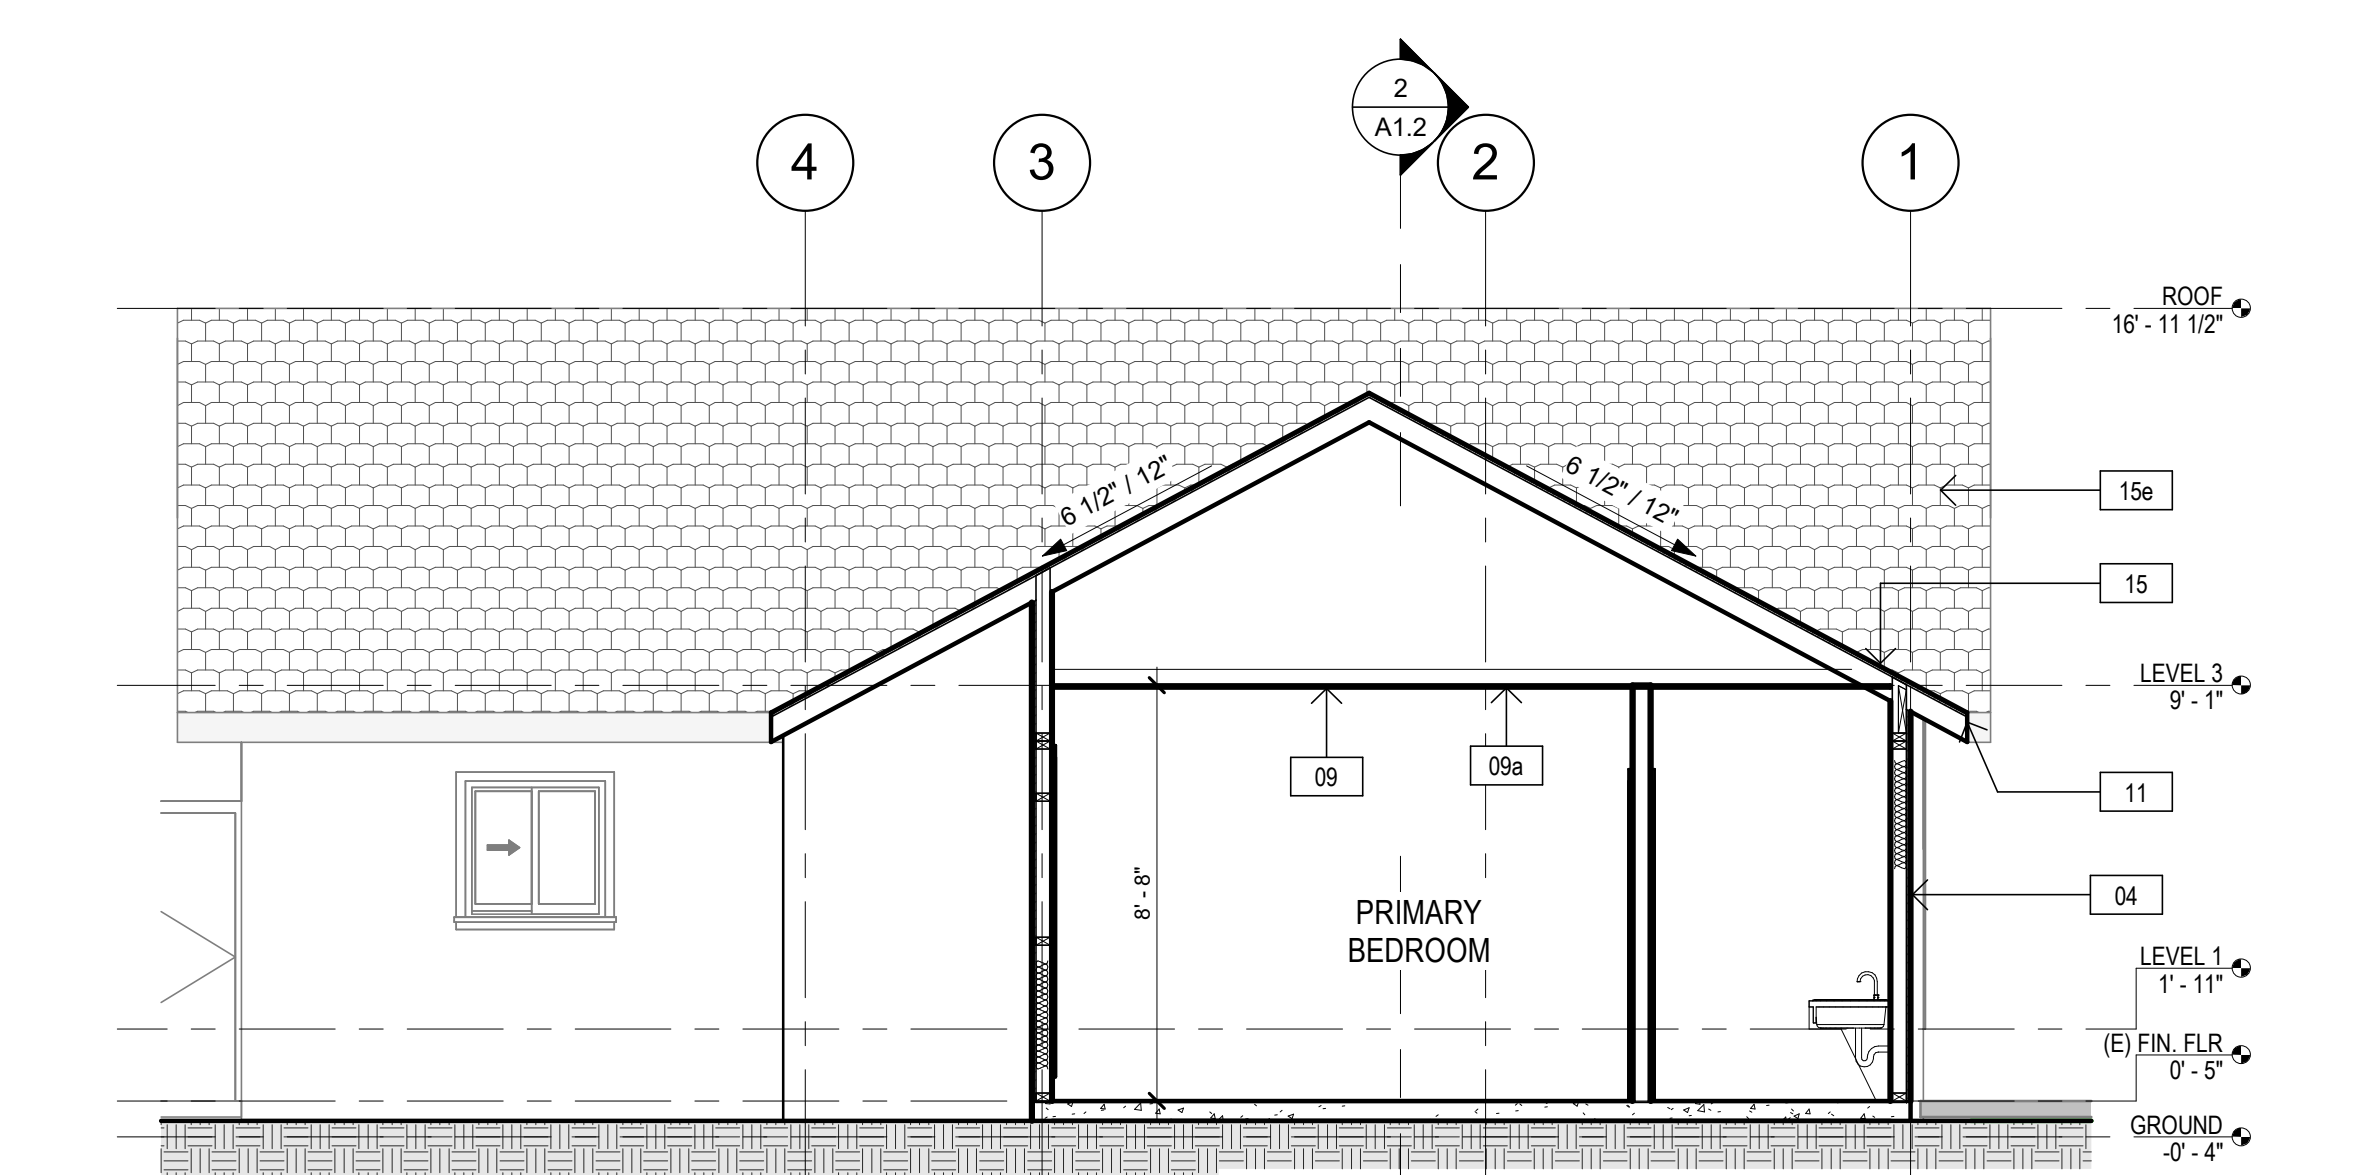 2
A1.2
4
3
2
1
ROOF
16' - 11 1/2"
6 1/2" / 12"
6 1/2" / 12"
15e
15
LEVEL 3
9' - 1"
09
09a
11
8' - 8"
PRIMARY
BEDROOM
04
LEVEL 1
1' - 11"
(E) FIN. FLR
0' - 5"
GROUND
-0' - 4"